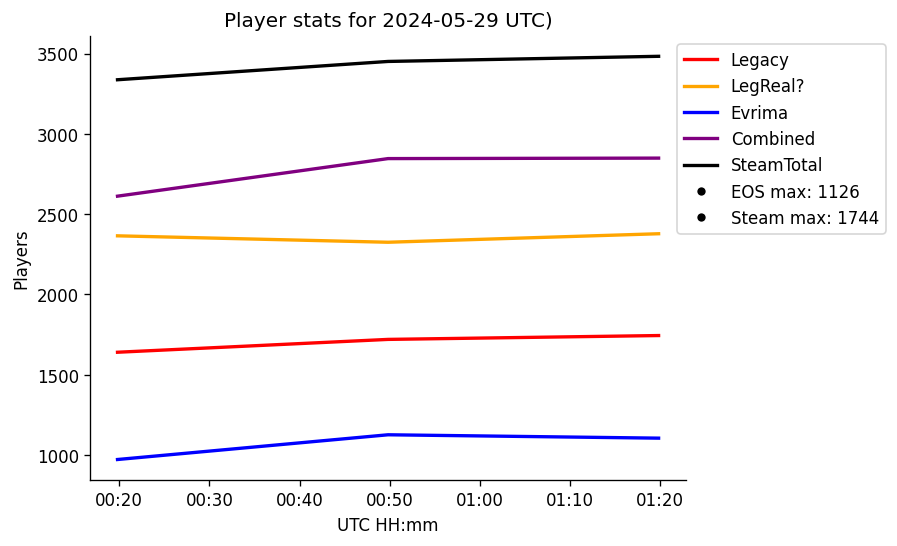 Player stats for 2024-05-29 UTC)
3500
3000
2500
2000
1500
1000
Players
00:20 00:30 00:40 00:50 01:00 01:10 01:20
UTC HH:mm
Legacy
LegReal?
Evrima
Combined
SteamTotal
EOS max: 1126
Steam max: 1744